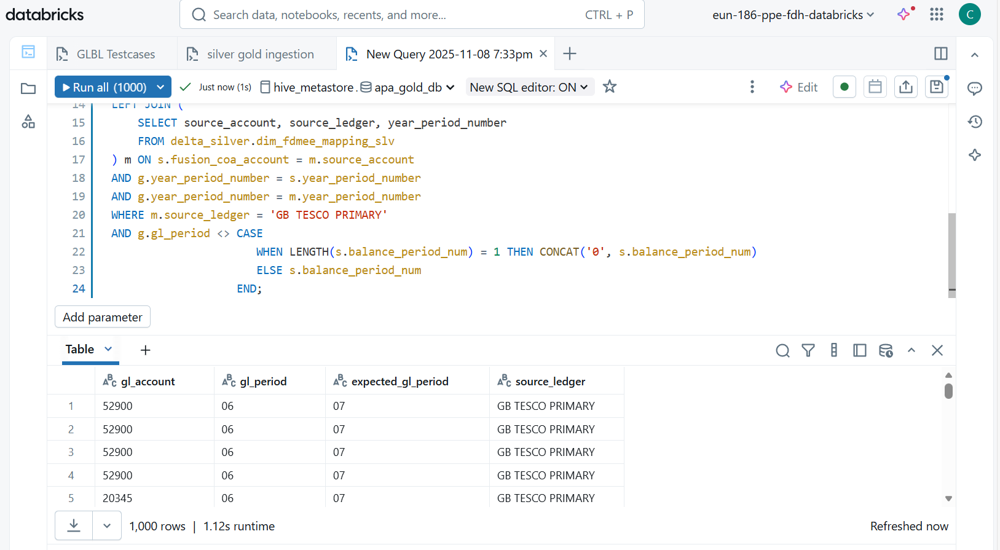 databricks
Search data, notebooks, recents, and more...
CTRL + P
eun-186-ppe-fdh-databricks
C
GLBL Testcases
silver gold ingestion
New Query 2025-11-08 7:33pm
Run all (1000)
Just now (1s)
hive_metastore.
apa_gold_db
New SQL editor: ON
Edit
14 LEFT JOIN (
15 SELECT source_account, source_ledger, year_period_number
16 FROM delta_silver.dim_fdmee_mapping_slv
17 ) m ON s.fusion_coa_account = m.source_account
18 AND g.year_period_number = s.year_period_number
19 AND g.year_period_number = m.year_period_number
20 WHERE m.source_ledger = 'GB TESCO PRIMARY'
21 AND g.gl_period <> CASE
22 WHEN LENGTH(s.balance_period_num) = 1 THEN CONCAT('0', s.balance_period_num)
23 ELSE s.balance_period_num
24 END;
Add parameter
Table
gl_account gl_period expected_gl_period source_ledger
1 52900 06 07 GB TESCO PRIMARY
2 52900 06 07 GB TESCO PRIMARY
3 52900 06 07 GB TESCO PRIMARY
4 52900 06 07 GB TESCO PRIMARY
5 20345 06 07 GB TESCO PRIMARY
1,000 rows | 1.12s runtime
Refreshed now